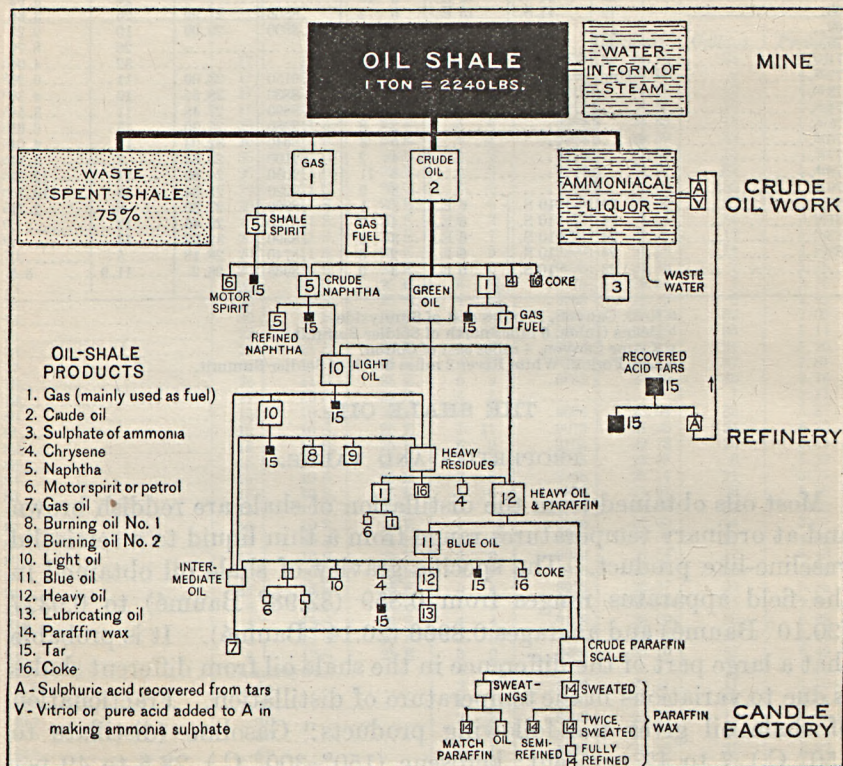 OIL SHALE
1 TON = 2240 LBS.
WATER
IN FORM OF
STEAM
MINE
WASTE
SPENT SHALE
75%
GAS
1
CRUDE
OIL
2
AMMONIACAL
LIQUOR
A
V
CRUDE
OIL WORK
5
SHALE
SPIRIT
GAS
FUEL
1
6
MOTOR
SPIRIT
15
5
CRUDE
NAPHTHA
GREEN
OIL
1
4
16
COKE
3
WASTE
WATER
5
REFINED
NAPHTHA
15
15
GAS
FUEL
10
LIGHT
OIL
RECOVERED
ACID TARS
15
15
A
REFINERY
10
15
15
8
9
HEAVY
RESIDUES
1
16
4
12
HEAVY OIL
& PARAFFIN
1
11
BLUE OIL
INTER-
MEDIATE
OIL
4
12
15
COKE
16
8
9
15
13
7
CRUDE PARAFFIN
SCALE
SWEAT-
INGS
14
SWEATED
14
OIL
14
14
TWICE
SWEATED
MATCH
PARAFFIN
SEMI-
REFINED
14
FULLY
REFINED
PARAFFIN
WAX
CANDLE
FACTORY
OIL-SHALE
PRODUCTS
1. Gas (mainly used as fuel)
2. Crude oil
3. Sulphate of ammonia
4. Chrysene
5. Naphtha
6. Motor spirit or petrol
7. Gas oil
8. Burning oil No. 1
9. Burning oil No. 2
10. Light oil
11. Blue oil
12. Heavy oil
13. Lubricating oil
14. Paraffin wax
15. Tar
16. Coke
A - Sulphuric acid recovered from tars
V - Vitriol or pure acid added to A in
making ammonia sulphate